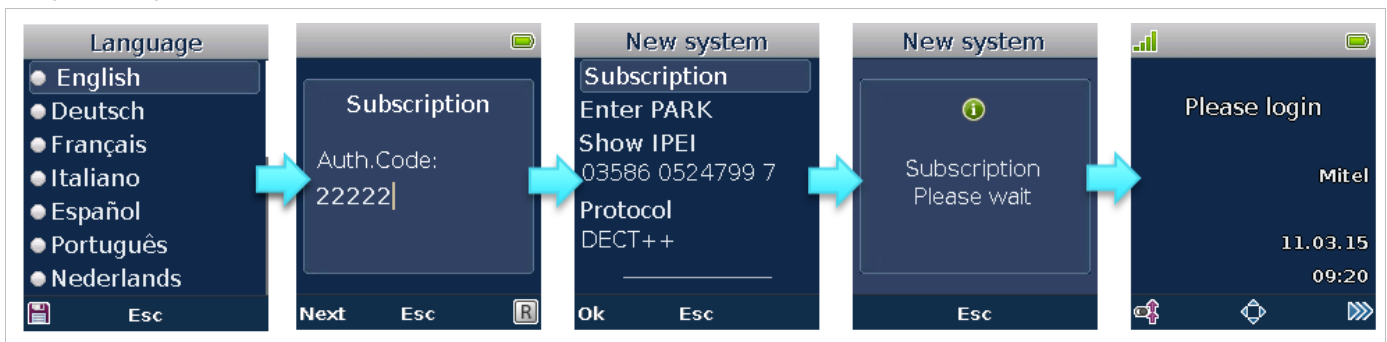 Language
English
Deutsch
Français
Italiano
Español
Português
Nederlands
Esc
Subscription
Auth.Code:
22222
Next Esc R
New system
Subscription
Enter PARK
Show IPEI
03586 0524799 7
Protocol
DECT++
Ok Esc
New system
Subscription
Please wait
Esc
Please login
Mitel
11.03.15
09:20